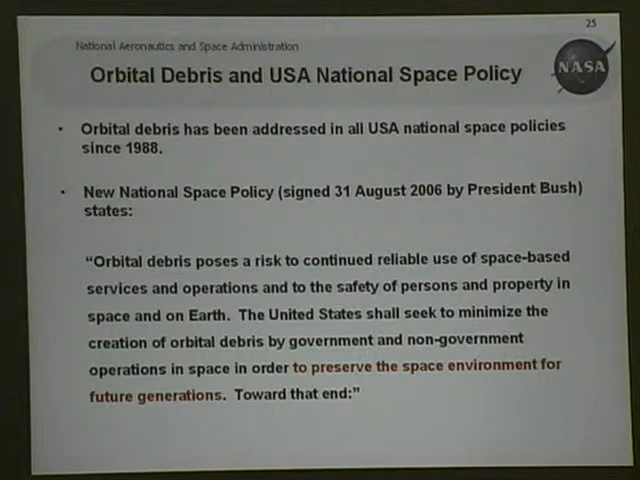 25
National Aeronautics and Space Administration
Orbital Debris and USA National Space Policy
NASA
• Orbital debris has been addressed in all USA national space policies
since 1988.
• New National Space Policy (signed 31 August 2006 by President Bush)
states:
“Orbital debris poses a risk to continued reliable use of space-based
services and operations and to the safety of persons and property in
space and on Earth. The United States shall seek to minimize the
creation of orbital debris by government and non-government
operations in space in order to preserve the space environment for
future generations. Toward that end:”